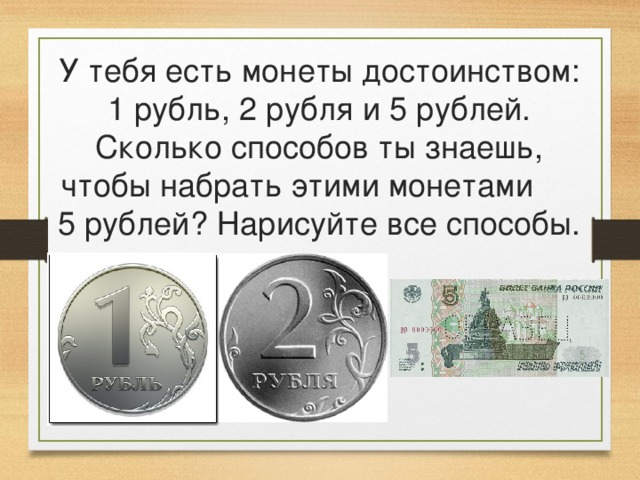 У тебя есть монеты достоинством:
1 рубль, 2 рубля и 5 рублей.
Сколько способов ты знаешь,
чтобы набрать этими монетами
5 рублей? Нарисуйте все способы.
1
РУБЛЬ
2
РУБЛЯ
5
БИЛЕТ БАНКА РОССИИ
5
ПЯТЬ РУБЛЕЙ